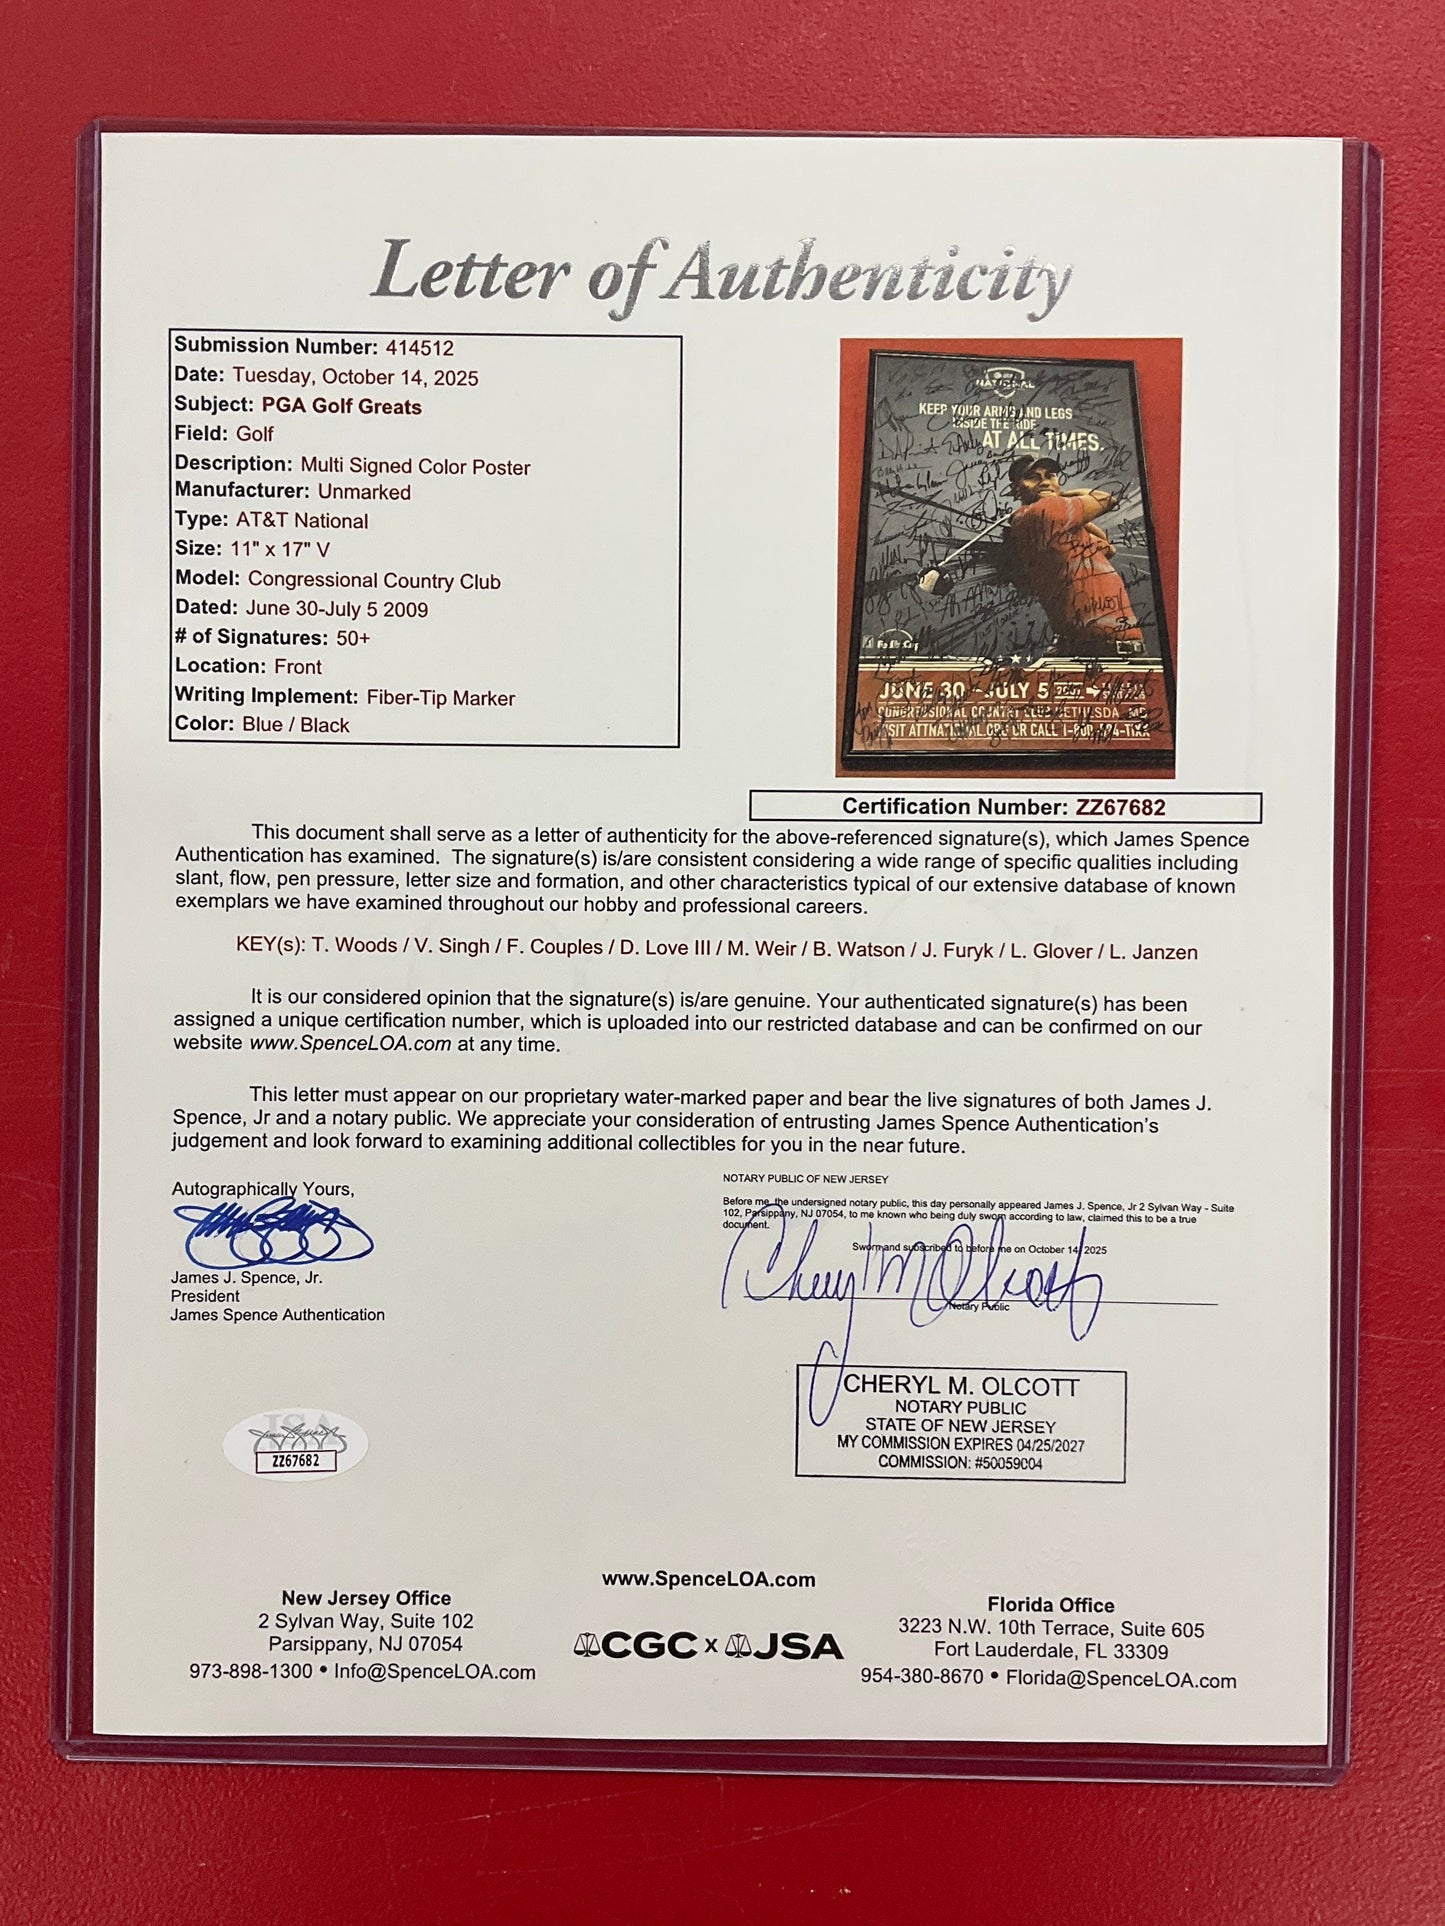 Letter of Authenticity
Submission Number: 414512
Date: Tuesday, October 14, 2025
Subject: PGA Golf Greats
Field: Golf
Description: Multi Signed Color Poster
Manufacturer: Unmarked
Type: AT&T National
Size: 11" x 17" V
Model: Congressional Country Club
Dated: June 30-July 5 2009
# of Signatures: 50+
Location: Front
Writing Implement: Fiber-Tip Marker
Color: Blue / Black
NATIONAL
KEEP YOUR ARMS AND LEGS
INSIDE THE RIDE
AT ALL TIMES.
FedExCup
JUNE 30 - JULY 5
Certification Number: ZZ67682
This document shall serve as a letter of authenticity for the above-referenced signature(s), which James Spence
Authentication has examined. The signature(s) is/are consistent considering a wide range of specific qualities including
slant, flow, pen pressure, letter size and formation, and other characteristics typical of our extensive database of known
exemplars we have examined throughout our hobby and professional careers.
KEY(s): T. Woods / V. Singh / F. Couples / D. Love III / M. Weir / B. Watson / J. Furyk / L. Glover / L. Janzen
It is our considered opinion that the signature(s) is/are genuine. Your authenticated signature(s) has been
assigned a unique certification number, which is uploaded into our restricted database and can be confirmed on our
website www.SpenceLOA.com at any time.
This letter must appear on our proprietary water-marked paper and bear the live signatures of both James J.
Spence, Jr and a notary public. We appreciate your consideration of entrusting James Spence Authentication's
judgement and look forward to examining additional collectibles for you in the near future.
Autographically Yours,
James J. Spence, Jr.
President
James Spence Authentication
NOTARY PUBLIC OF NEW JERSEY
Before me, the undersigned notary public, this day personally appeared James J. Spence, Jr 2 Sylvan Way - Suite
102, Parsippany, NJ 07054, to me known who being duly sworn according to law, claimed this to be a true
document.
Sworn and subscribed to before me on October 14, 2025
Cheryl M Olcott
Notary Public
CHERYL M. OLCOTT
NOTARY PUBLIC
STATE OF NEW JERSEY
MY COMMISSION EXPIRES 04/25/2027
COMMISSION: #50059004
JSA
ZZ67682
www.SpenceLOA.com
New Jersey Office
2 Sylvan Way, Suite 102
Parsippany, NJ 07054
973-898-1300 • Info@SpenceLOA.com
CGC x JSA
Florida Office
3223 N.W. 10th Terrace, Suite 605
Fort Lauderdale, FL 33309
954-380-8670 • Florida@SpenceLOA.com